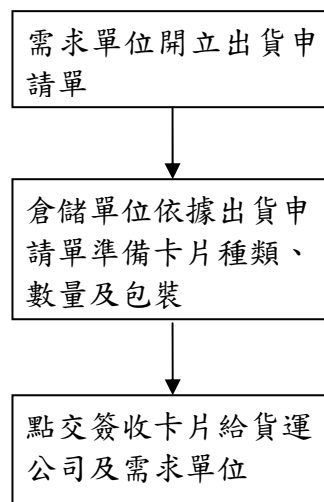 需求單位開立出貨申
請單
倉儲單位依據出貨申
請單準備卡片種類、
數量及包裝
點交簽收卡片給貨運
公司及需求單位